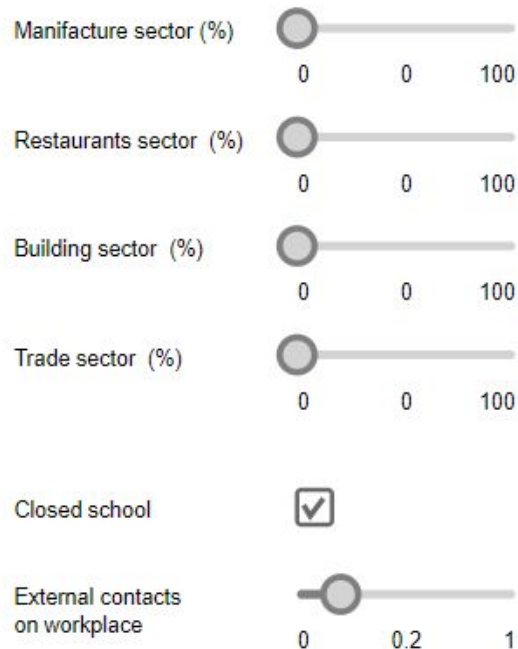 Manifacture sector (%)
0 0 100
Restaurants sector (%)
0 0 100
Building sector (%)
0 0 100
Trade sector (%)
0 0 100
Closed school
External contacts
on workplace
0 0.2 1